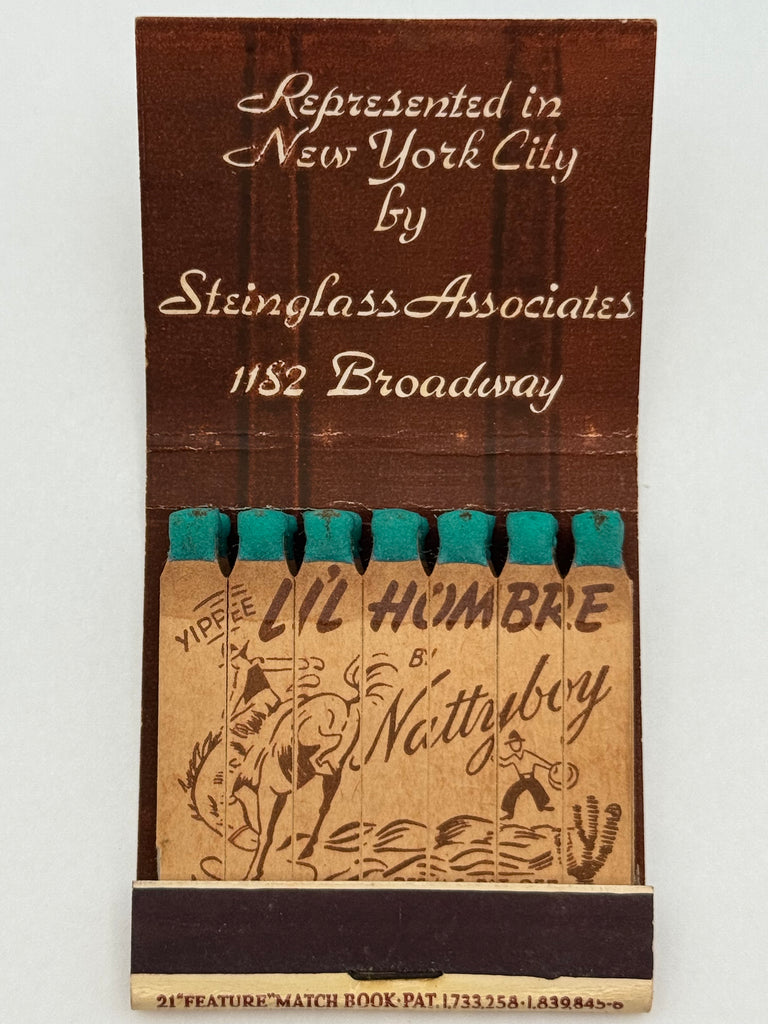 Represented in
New York City
by
Steinglass Associates
1182 Broadway
YIPPEE
LI'L HOMBRE
BY
Nattyboy
21 "FEATURE" MATCH BOOK · PAT. 1,733,258 · 1,839,845-6